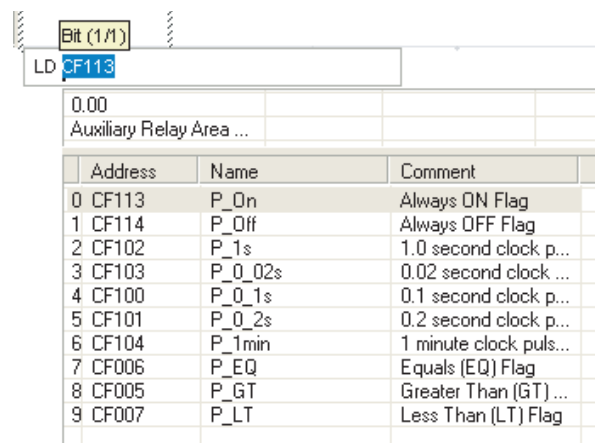 Bit (1/1)
LD CF113
0.00
Auxiliary Relay Area ...
Address Name Comment
0 CF113 P_On Always ON Flag
1 CF114 P_Off Always OFF Flag
2 CF102 P_1s 1.0 second clock p...
3 CF103 P_0_02s 0.02 second clock ...
4 CF100 P_0_1s 0.1 second clock p...
5 CF101 P_0_2s 0.2 second clock p...
6 CF104 P_1min 1 minute clock puls...
7 CF006 P_EQ Equals (EQ) Flag
8 CF005 P_GT Greater Than (GT) ...
9 CF007 P_LT Less Than (LT) Flag